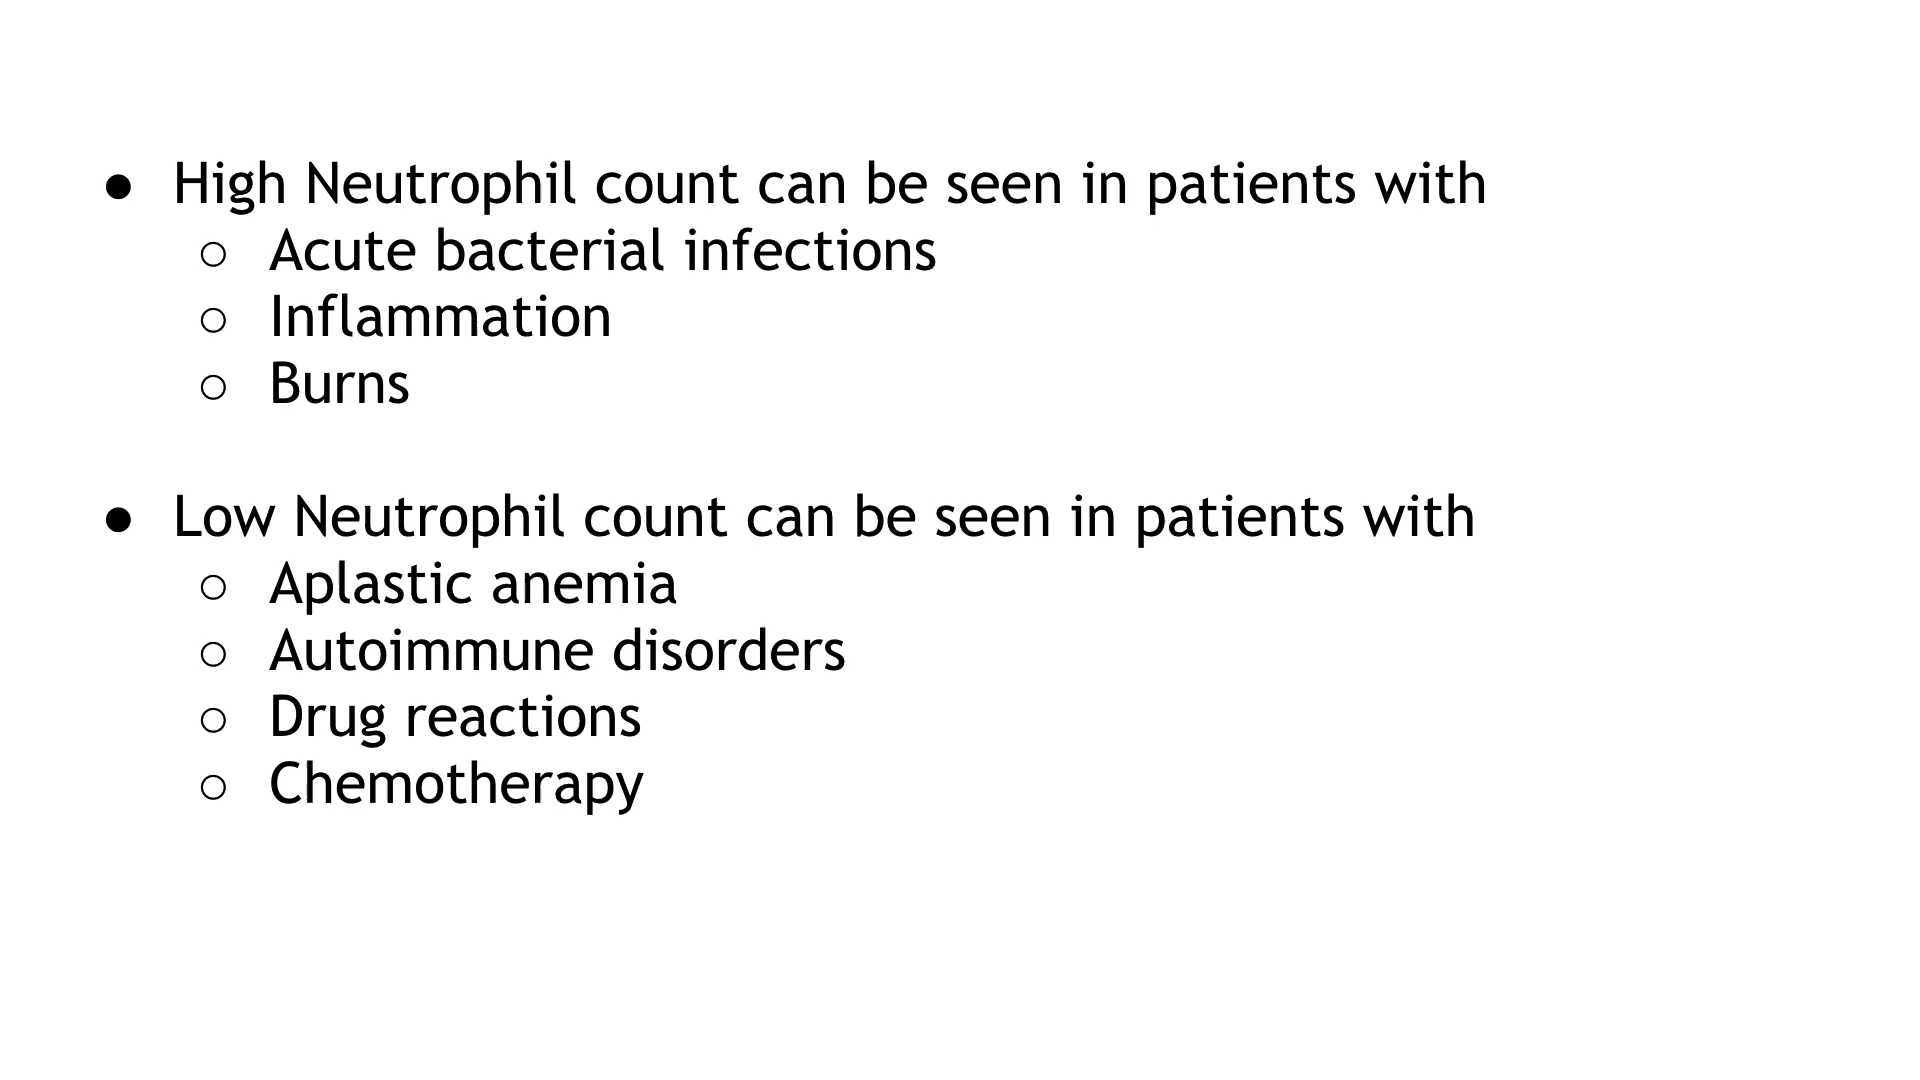 ● High Neutrophil count can be seen in patients with
○ Acute bacterial infections
○ Inflammation
○ Burns
● Low Neutrophil count can be seen in patients with
○ Aplastic anemia
○ Autoimmune disorders
○ Drug reactions
○ Chemotherapy